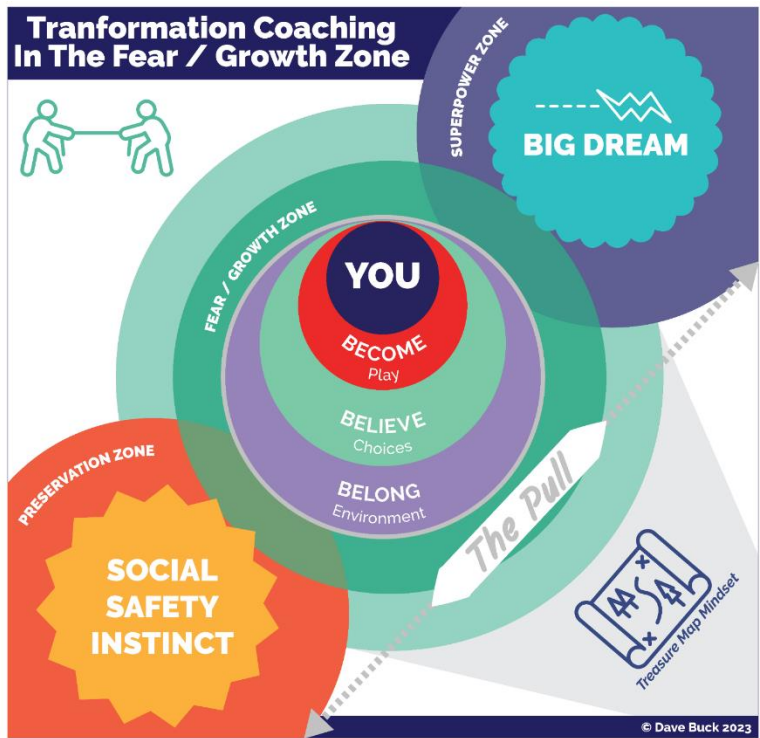 Tranformation Coaching
In The Fear / Growth Zone
SUPERPOWER ZONE
BIG DREAM
FEAR / GROWTH ZONE
YOU
BECOME
Play
BELIEVE
Choices
BELONG
Environment
The Pull
PRESERVATION ZONE
SOCIAL
SAFETY
INSTINCT
Treasure Map Mindset
© Dave Buck 2023